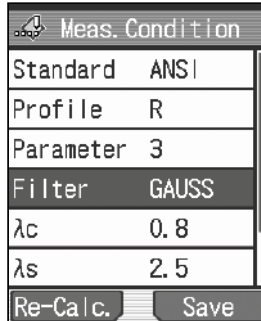 Meas. Condition
Standard ANSI
Profile R
Parameter 3
Filter GAUSS
λc 0.8
λs 2.5
Re-Calc. Save